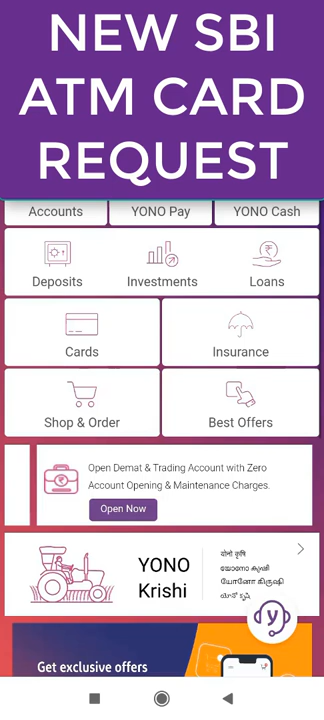 NEW SBI
ATM CARD
REQUEST
Accounts
YONO Pay
YONO Cash
Deposits
Investments
Loans
Cards
Insurance
Shop & Order
Best Offers
Open Demat & Trading Account with Zero
Account Opening & Maintenance Charges.
Open Now
YONO
Krishi
योनो कृषि
യോനോ കൃഷി
யோனோ கிருஷி
Get exclusive offers
y